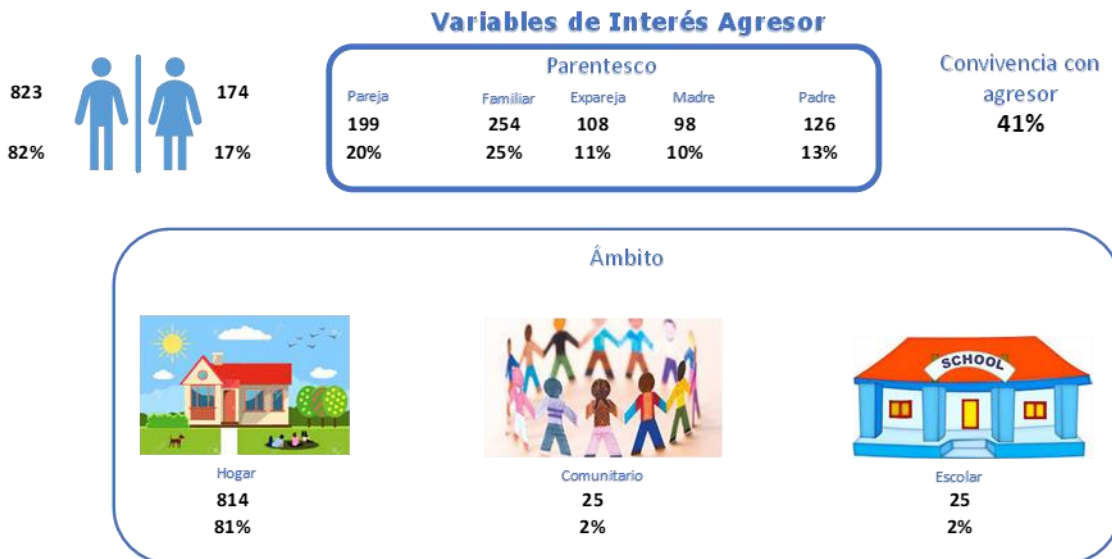 Variables de Interés Agresor
823 174
82% 17%
Parentesco
Pareja Familiar Expareja Madre Padre
199 254 108 98 126
20% 25% 11% 10% 13%
Convivencia con
agresor
41%
Ámbito
SCHOOL
Hogar Comunitario Escolar
814 25 25
81% 2% 2%